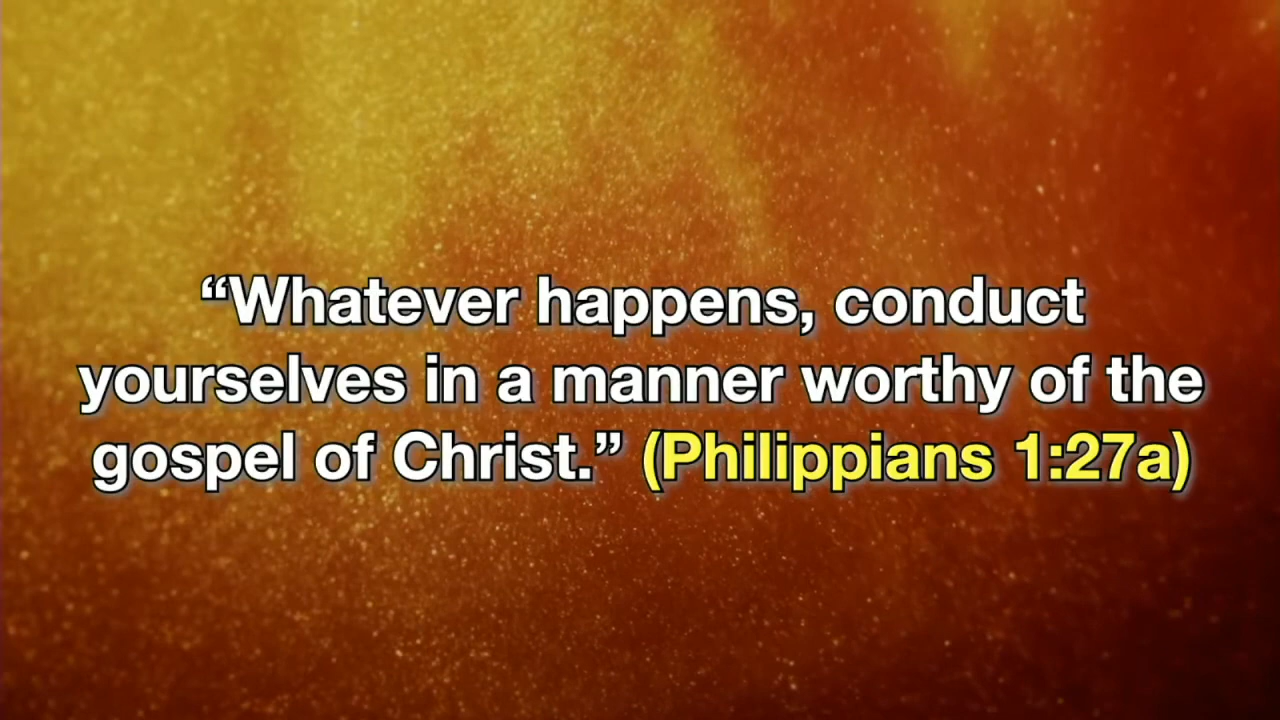 “Whatever happens, conduct
yourselves in a manner worthy of the
gospel of Christ.” (Philippians 1:27a)